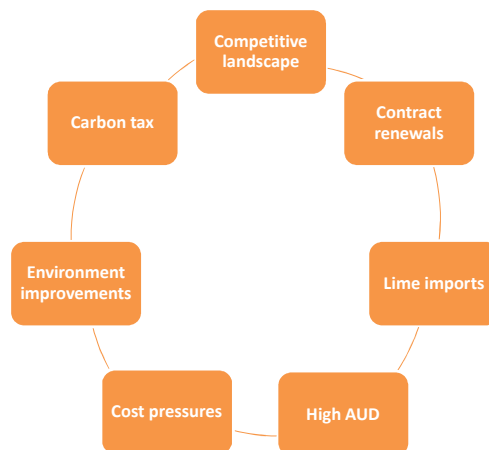 Competitive
landscape
Contract
renewals
Lime imports
High AUD
Cost pressures
Environment
improvements
Carbon tax